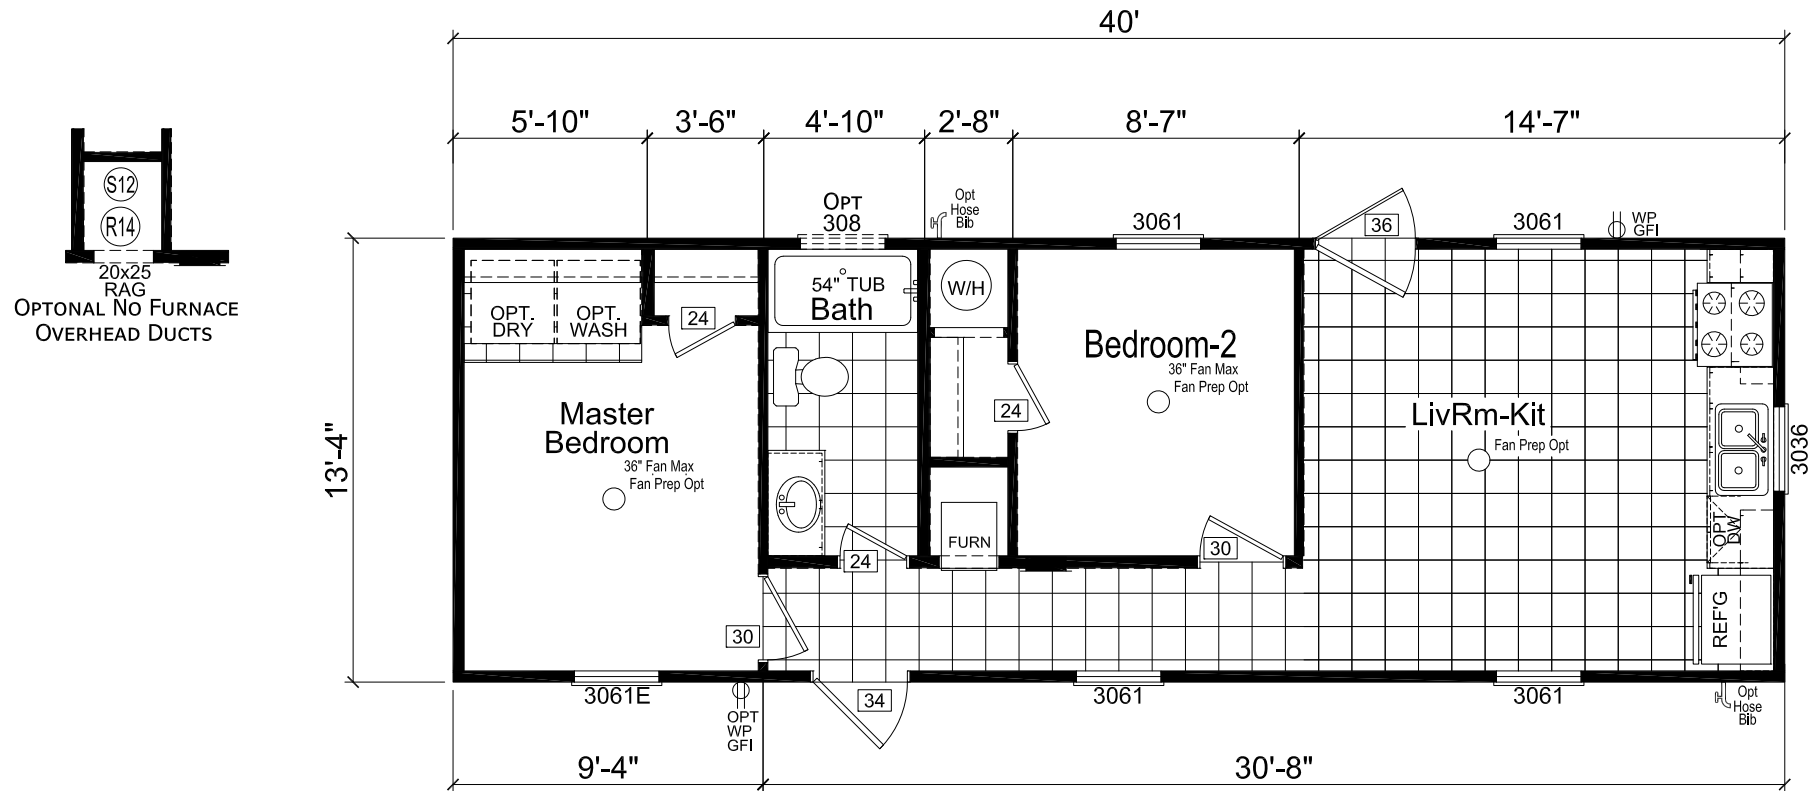 40'
5'-10"
3'-6"
4'-10"
2'-8"
8'-7"
14'-7"
S12
R14
20x25
RAG
OPTONAL NO FURNACE
OVERHEAD DUCTS
OPT
308
Opt
Hose
Bib
3061
36
3061
WP
GFI
13'-4"
OPT.
DRY
OPT.
WASH
24
54" TUB
Bath
W/H
Bedroom-2
36" Fan Max
Fan Prep Opt
24
Master
Bedroom
36" Fan Max
Fan Prep Opt
LivRm-Kit
Fan Prep Opt
3036
OPT
DW
FURN
24
30
REF'G
30
3061E
OPT
WP
GFI
34
3061
3061
Opt
Hose
Bib
9'-4"
30'-8"